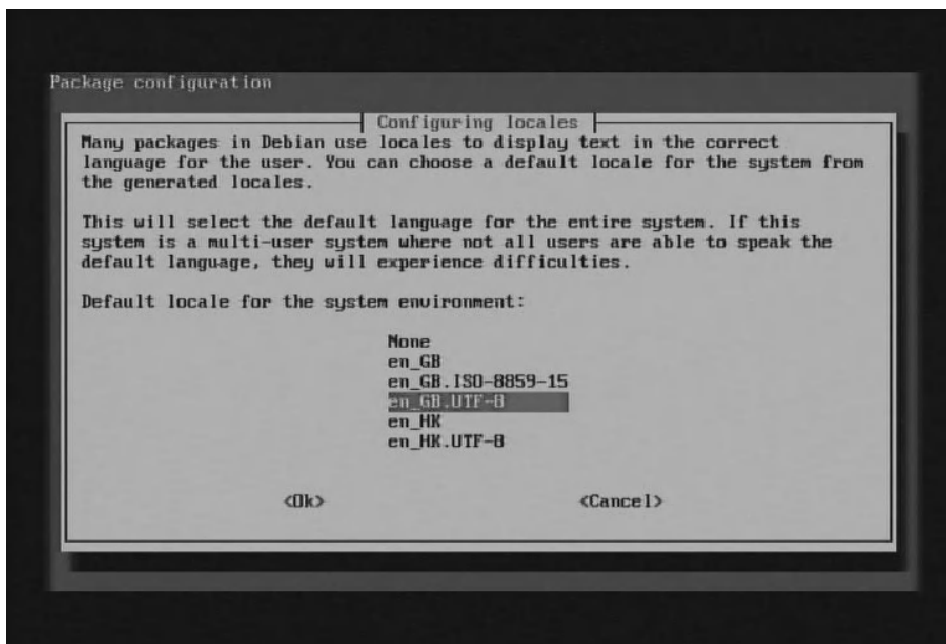 Package configuration
Configuring locales
Many packages in Debian use locales to display text in the correct
language for the user. You can choose a default locale for the system from
the generated locales.
This will select the default language for the entire system. If this
system is a multi-user system where not all users are able to speak the
default language, they will experience difficulties.
Default locale for the system environment:
None
en_GB
en_GB.ISO-8859-15
en_GB.UTF-8
en_HK
en_HK.UTF-8
<Ok> <Cancel>